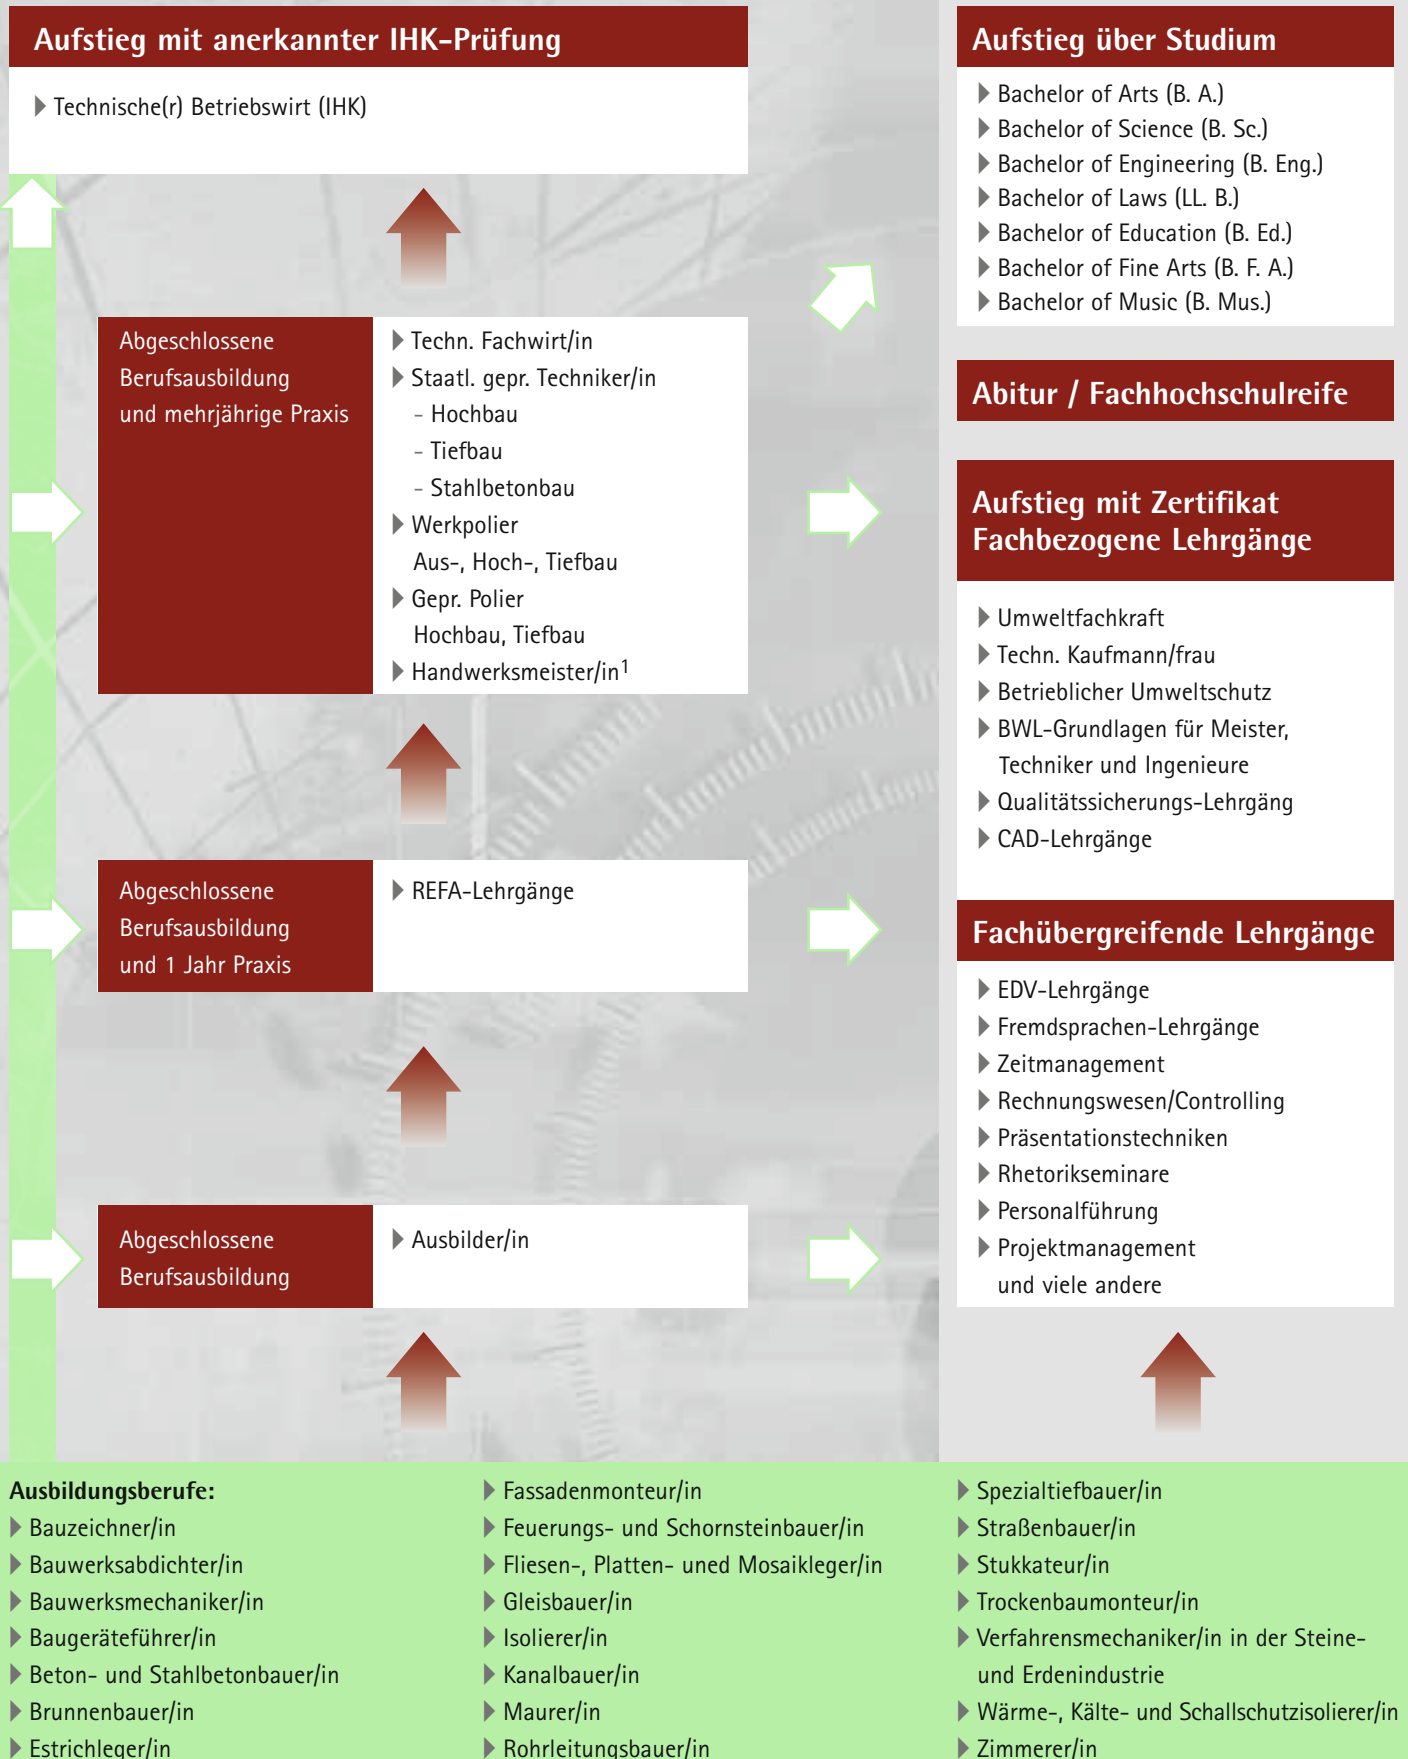 Aufstieg mit anerkannter IHK-Prüfung
Technische(r) Betriebswirt (IHK)
Abgeschlossene
Berufsausbildung
und mehrjährige Praxis
Techn. Fachwirt/in
Staatl. gepr. Techniker/in
- Hochbau
- Tiefbau
- Stahlbetonbau
Werkpolier
Aus-, Hoch-, Tiefbau
Gepr. Polier
Hochbau, Tiefbau
Handwerksmeister/in¹
Abgeschlossene
Berufsausbildung
und 1 Jahr Praxis
REFA-Lehrgänge
Abgeschlossene
Berufsausbildung
Ausbilder/in
Aufstieg über Studium
Bachelor of Arts (B. A.)
Bachelor of Science (B. Sc.)
Bachelor of Engineering (B. Eng.)
Bachelor of Laws (LL. B.)
Bachelor of Education (B. Ed.)
Bachelor of Fine Arts (B. F. A.)
Bachelor of Music (B. Mus.)
Abitur / Fachhochschulreife
Aufstieg mit Zertifikat
Fachbezogene Lehrgänge
Umweltfachkraft
Techn. Kaufmann/frau
Betrieblicher Umweltschutz
BWL-Grundlagen für Meister,
Techniker und Ingenieure
Qualitätssicherungs-Lehrgäng
CAD-Lehrgänge
Fachübergreifende Lehrgänge
EDV-Lehrgänge
Fremdsprachen-Lehrgänge
Zeitmanagement
Rechnungswesen/Controlling
Präsentationstechniken
Rhetorikseminare
Personalführung
Projektmanagement
und viele andere
Ausbildungsberufe:
Bauzeichner/in
Bauwerksabdichter/in
Bauwerksmechaniker/in
Baugeräteführer/in
Beton- und Stahlbetonbauer/in
Brunnenbauer/in
Estrichleger/in
Fassadenmonteur/in
Feuerungs- und Schornsteinbauer/in
Fliesen-, Platten- uned Mosaikleger/in
Gleisbauer/in
Isolierer/in
Kanalbauer/in
Maurer/in
Rohrleitungsbauer/in
Spezialtiefbauer/in
Straßenbauer/in
Stukkateur/in
Trockenbaumonteur/in
Verfahrensmechaniker/in in der Steine-
und Erdenindustrie
Wärme-, Kälte- und Schallschutzisolierer/in
Zimmerer/in